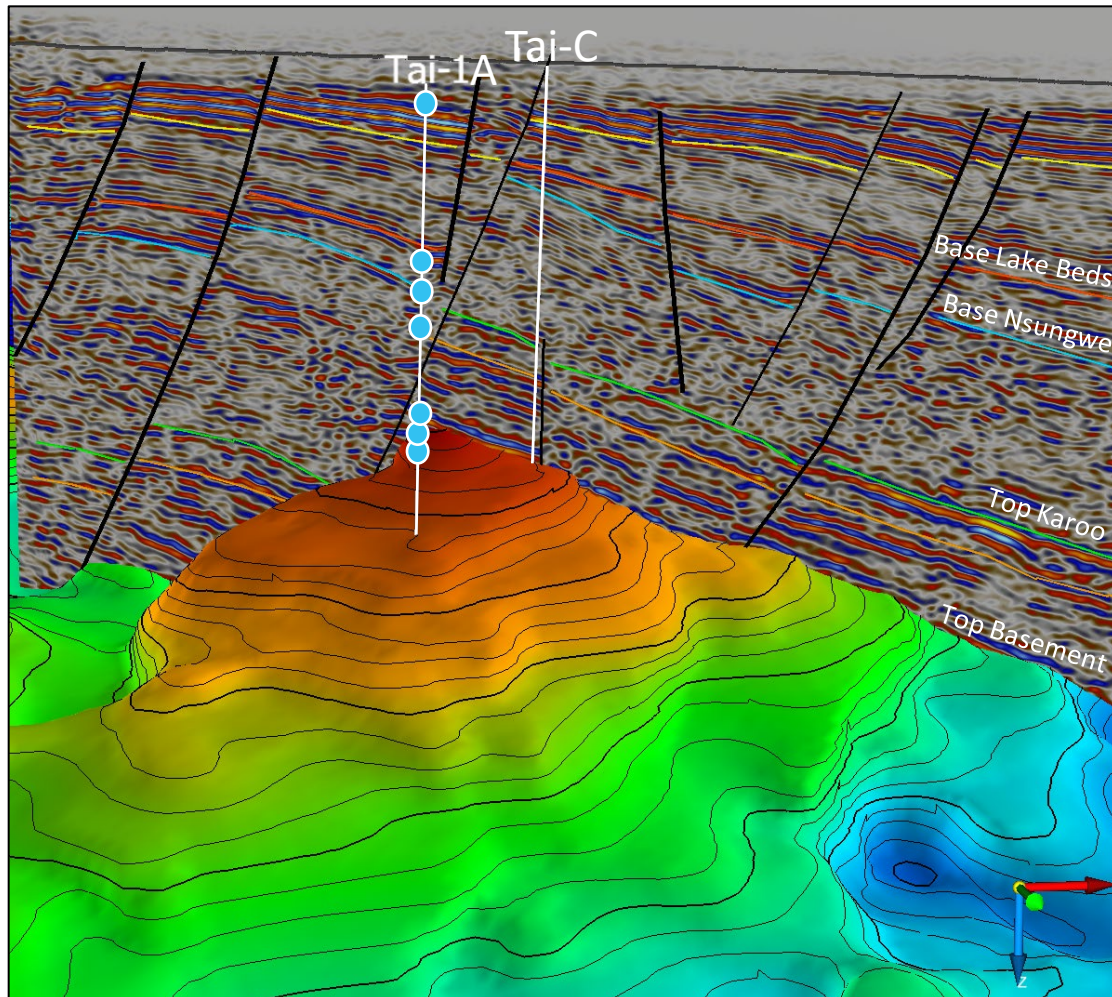 Tai-1A
Tai-C
Base Lake Beds
Base Nsungwe
Top Karoo
Top Basement
z